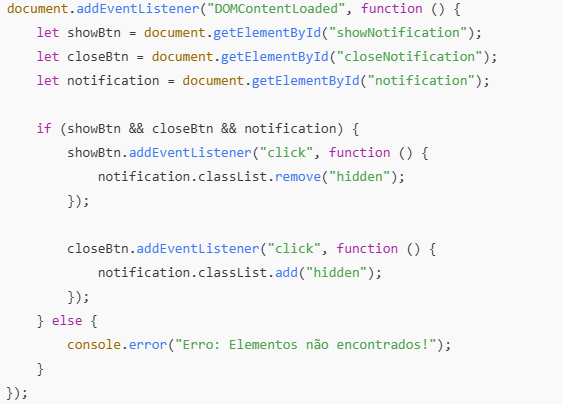 document.addEventListener("DOMContentLoaded", function () {
    let showBtn = document.getElementById("showNotification");
    let closeBtn = document.getElementById("closeNotification");
    let notification = document.getElementById("notification");

    if (showBtn && closeBtn && notification) {
        showBtn.addEventListener("click", function () {
            notification.classList.remove("hidden");
        });

        closeBtn.addEventListener("click", function () {
            notification.classList.add("hidden");
        });
    } else {
        console.error("Erro: Elementos não encontrados!");
    }
});